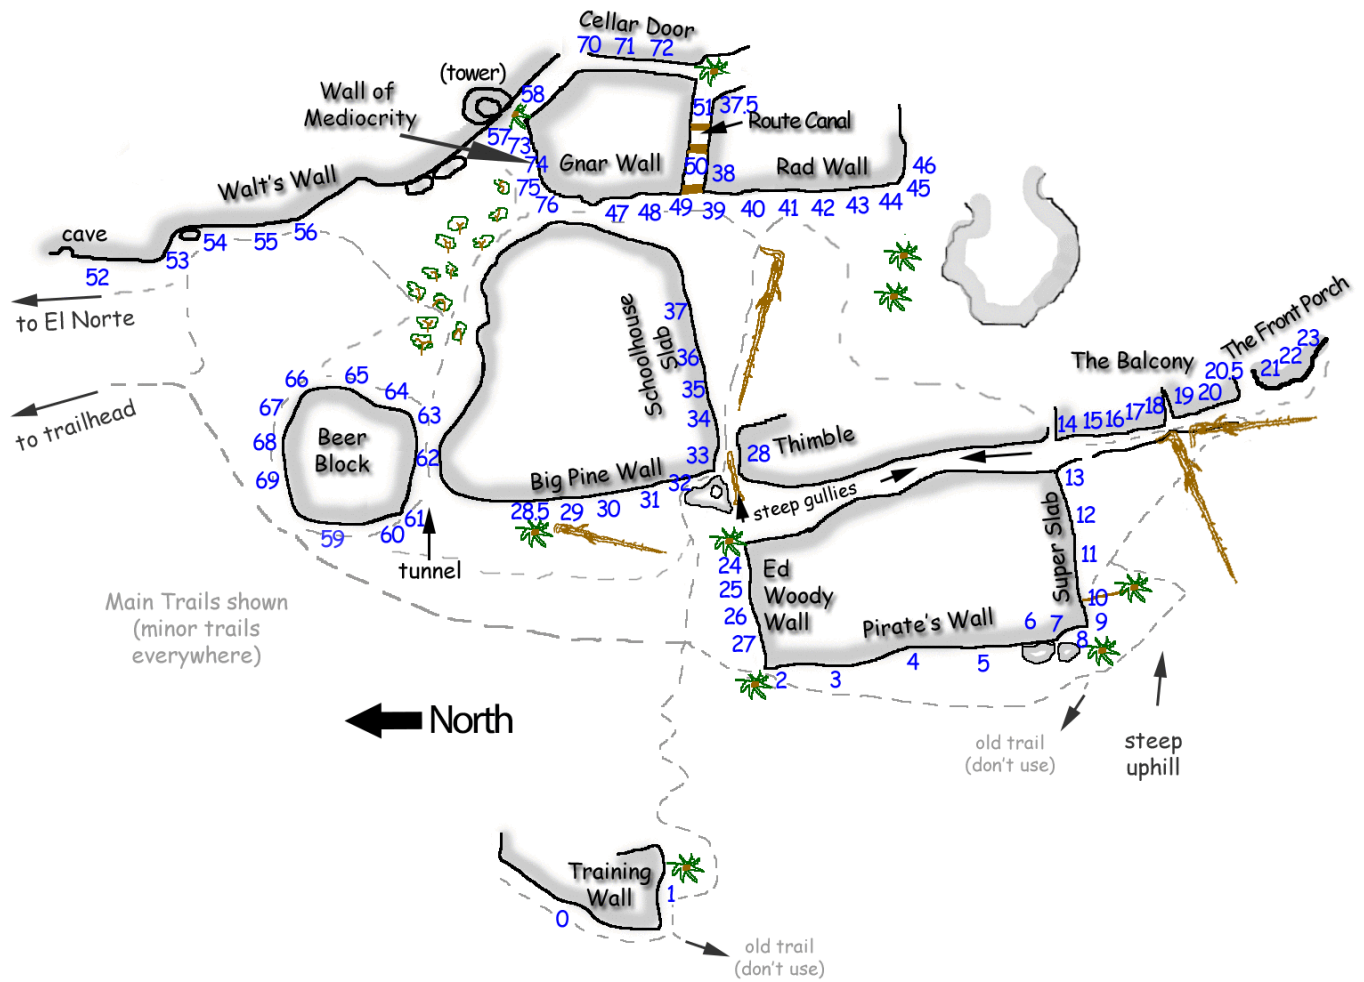 Cellar Door
70 71 72
(tower)
58
Wall of
Mediocrity
51 37.5
Route Canal
57
73
74
Gnar Wall
50 38
Rad Wall
46
45
44
Walt's Wall
75
76
47 48 49 39 40 41 42 43
cave
52
53
54 55 56
to El Norte
to trailhead
Schoolhouse
Slab
37
36
35
34
33
32
The Front Porch
23
22
21
The Balcony
20.5
20
19
18
17
16
15
14
66 65 64 63
67
68
69
Beer
Block
62
61
60
59
Big Pine Wall
28.5 29 30 31
28 Thimble
steep gullies
tunnel
13
12
11
10
9
8
7
6
Super Slab
24
25
26
27
Ed
Woody
Wall
Pirate's Wall
2 3 4 5
Main Trails shown
(minor trails
everywhere)
North
old trail
(don't use)
steep
uphill
Training
Wall
1
0
old trail
(don't use)